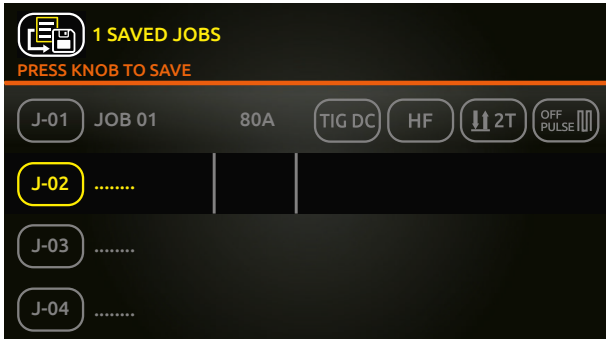 1 SAVED JOBS
PRESS KNOB TO SAVE
J-01 JOB 01 80A TIG DC HF 2T OFF PULSE
J-02 ........
J-03 ........
J-04 ........